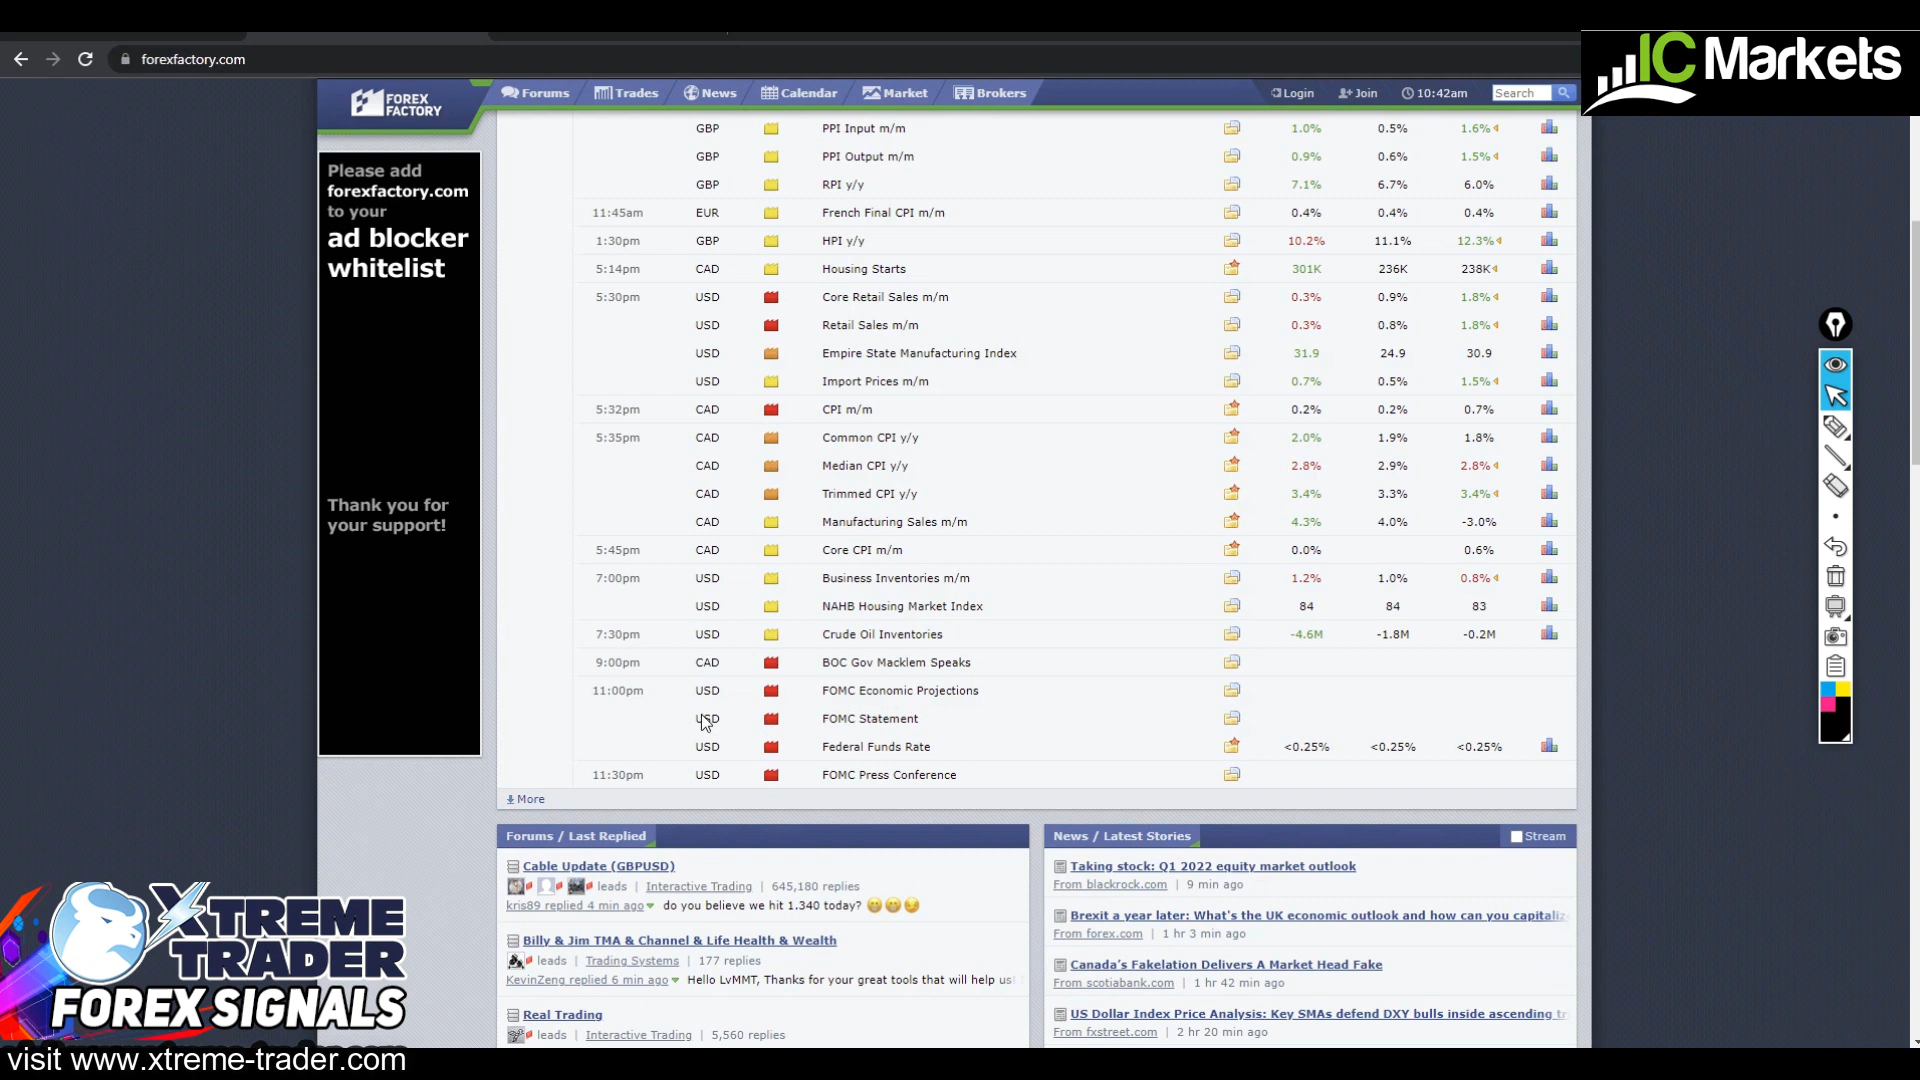 IC Markets
forexfactory.com
FOREX
FACTORY
Forums Trades News Calendar Market Brokers Login Join 10:42am Search
Please add
forexfactory.com
to your
ad blocker
whitelist
Thank you for
your support!
GBP PPI Input m/m 1.0% 0.5% 1.6%
GBP PPI Output m/m 0.9% 0.6% 1.5%
GBP RPI y/y 7.1% 6.7% 6.0%
11:45am EUR French Final CPI m/m 0.4% 0.4% 0.4%
1:30pm GBP HPI y/y 10.2% 11.1% 12.3%
5:14pm CAD Housing Starts 301K 236K 238K
5:30pm USD Core Retail Sales m/m 0.3% 0.9% 1.8%
USD Retail Sales m/m 0.3% 0.8% 1.8%
USD Empire State Manufacturing Index 31.9 24.9 30.9
USD Import Prices m/m 0.7% 0.5% 1.5%
5:32pm CAD CPI m/m 0.2% 0.2% 0.7%
5:35pm CAD Common CPI y/y 2.0% 1.9% 1.8%
CAD Median CPI y/y 2.8% 2.9% 2.8%
CAD Trimmed CPI y/y 3.4% 3.3% 3.4%
CAD Manufacturing Sales m/m 4.3% 4.0% -3.0%
5:45pm CAD Core CPI m/m 0.0% 0.6%
7:00pm USD Business Inventories m/m 1.2% 1.0% 0.8%
USD NAHB Housing Market Index 84 84 83
7:30pm USD Crude Oil Inventories -4.6M -1.8M -0.2M
9:00pm CAD BOC Gov Macklem Speaks
11:00pm USD FOMC Economic Projections
USD FOMC Statement
USD Federal Funds Rate <0.25% <0.25% <0.25%
11:30pm USD FOMC Press Conference
More
Forums / Last Replied
Cable Update (GBPUSD)
leads | Interactive Trading | 645,180 replies
kris89 replied 4 min ago do you believe we hit 1.340 today?
Billy & Jim TMA & Channel & Life Health & Wealth
leads | Trading Systems | 177 replies
KevinZeng replied 6 min ago Hello LvMMT, Thanks for your great tools that will help us
Real Trading
leads | Interactive Trading | 5,560 replies
News / Latest Stories Stream
Taking stock: Q1 2022 equity market outlook
From blackrock.com | 9 min ago
Brexit a year later: What's the UK economic outlook and how can you capitaliz
From forex.com | 1 hr 3 min ago
Canada's Fakelation Delivers A Market Head Fake
From scotiabank.com | 1 hr 42 min ago
US Dollar Index Price Analysis: Key SMAs defend DXY bulls inside ascending tr
From fxstreet.com | 2 hr 20 min ago
XTREME
TRADER
FOREX SIGNALS
visit www.xtreme-trader.com